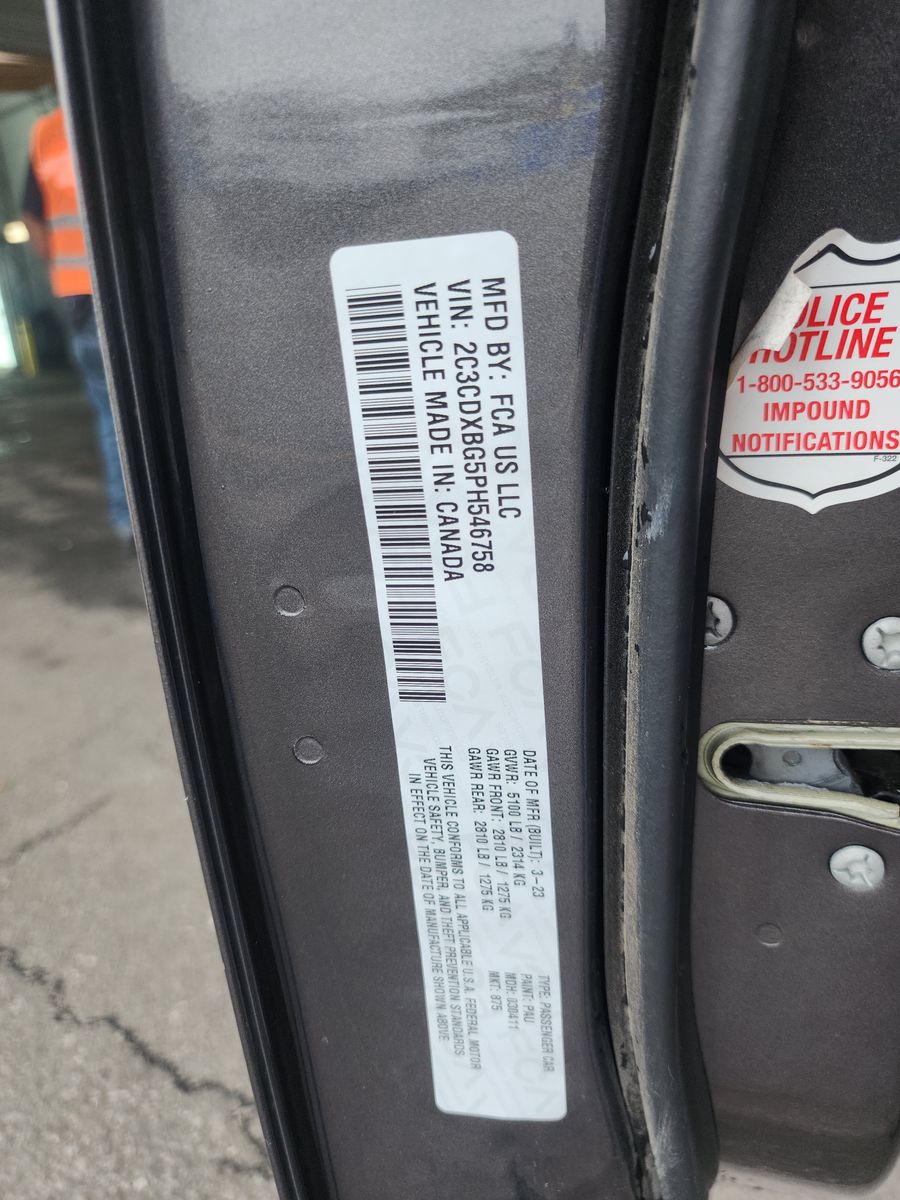 MFD BY: FCA US LLC
VIN: 2C3CDXBG5PH546758
VEHICLE MADE IN: CANADA
DATE OF MFR (BUILT): 3-23
GVWR: 5100 LB / 2314 KG
GAWR FRONT: 2810 LB / 1275 KG
GAWR REAR: 2810 LB / 1275 KG
TYPE: PASSENGER CAR
PAINT: PAU
MDH: 030411
MKT: 875
THIS VEHICLE CONFORMS TO ALL APPLICABLE U.S.A. FEDERAL MOTOR
VEHICLE SAFETY, BUMPER, AND THEFT PREVENTION STANDARDS
IN EFFECT ON THE DATE OF MANUFACTURE SHOWN ABOVE.
OLICE
HOTLINE
1-800-533-9056
IMPOUND
NOTIFICATIONS
F-322